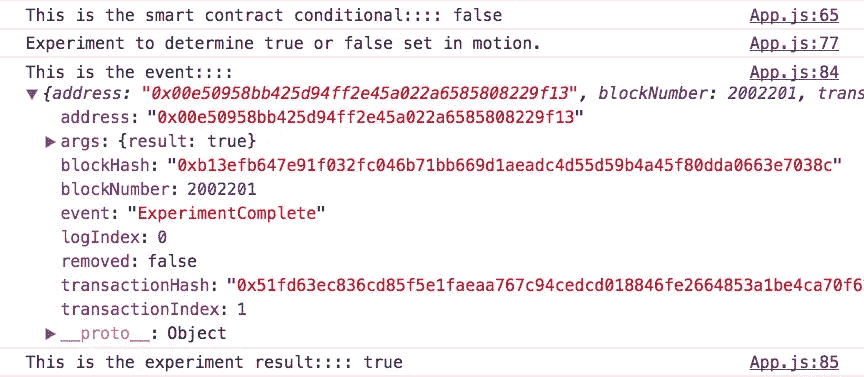 This is the smart contract conditional:::: false App.js:65
Experiment to determine true or false set in motion. App.js:77
This is the event:::: App.js:84
▼{address: "0x00e50958bb425d94ff2e45a022a6585808229f13", blockNumber: 2002201, trans
address: "0x00e50958bb425d94ff2e45a022a6585808229f13"
▶args: {result: true}
blockHash: "0xb13efb647e91f032fc046b71bb669d1aeadc4d55d59b4a45f80dda0663e7038c"
blockNumber: 2002201
event: "ExperimentComplete"
logIndex: 0
removed: false
transactionHash: "0x51fd63ec836cd85f5e1faeaa767c94cedcd018846fe2664853a1be4ca70f6
transactionIndex: 1
▶__proto__: Object
This is the experiment result:::: true App.js:85